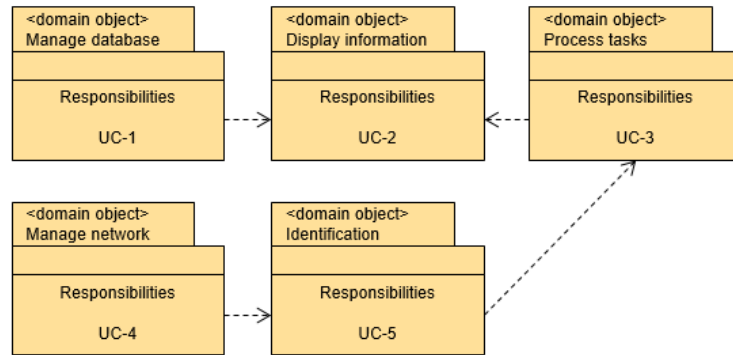 <domain object>
Manage database
Responsibilities
UC-1
<domain object>
Display information
Responsibilities
UC-2
<domain object>
Process tasks
Responsibilities
UC-3
<domain object>
Manage network
Responsibilities
UC-4
<domain object>
Identification
Responsibilities
UC-5